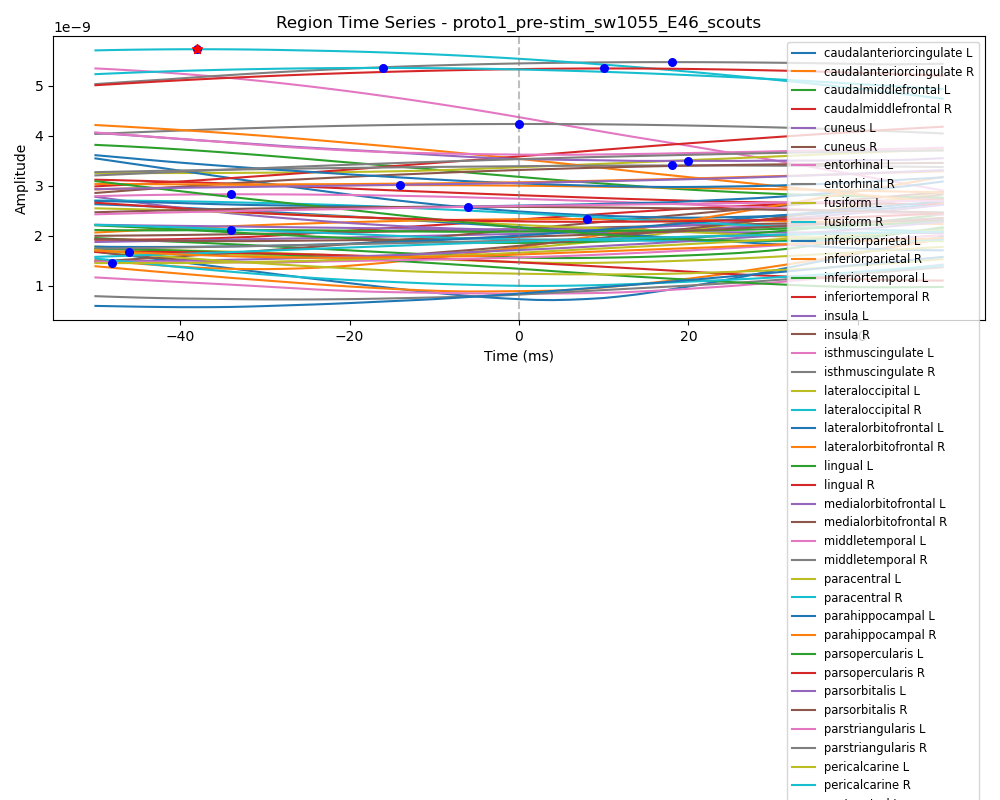 Region Time Series - proto1_pre-stim_sw1055_E46_scouts
1e−9
5
4
3
2
1
Amplitude
−40
−20
0
20
Time (ms)
caudalanteriorcingulate L
caudalanteriorcingulate R
caudalmiddlefrontal L
caudalmiddlefrontal R
cuneus L
cuneus R
entorhinal L
entorhinal R
fusiform L
fusiform R
inferiorparietal L
inferiorparietal R
inferiortemporal L
inferiortemporal R
insula L
insula R
isthmuscingulate L
isthmuscingulate R
lateraloccipital L
lateraloccipital R
lateralorbitofrontal L
lateralorbitofrontal R
lingual L
lingual R
medialorbitofrontal L
medialorbitofrontal R
middletemporal L
middletemporal R
paracentral L
paracentral R
parahippocampal L
parahippocampal R
parsopercularis L
parsopercularis R
parsorbitalis L
parsorbitalis R
parstriangularis L
parstriangularis R
pericalcarine L
pericalcarine R